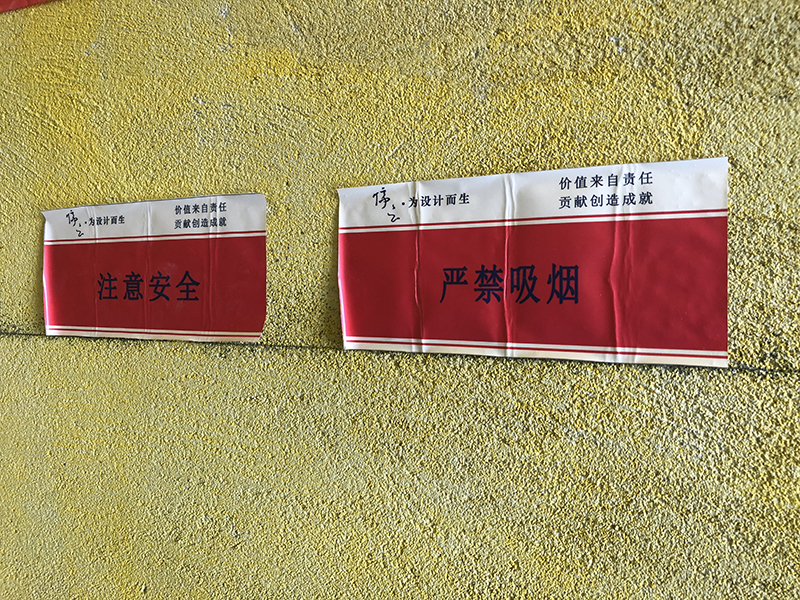 ·为设计而生
价值来自责任
贡献创造成就
注意安全
·为设计而生
价值来自责任
贡献创造成就
严禁吸烟